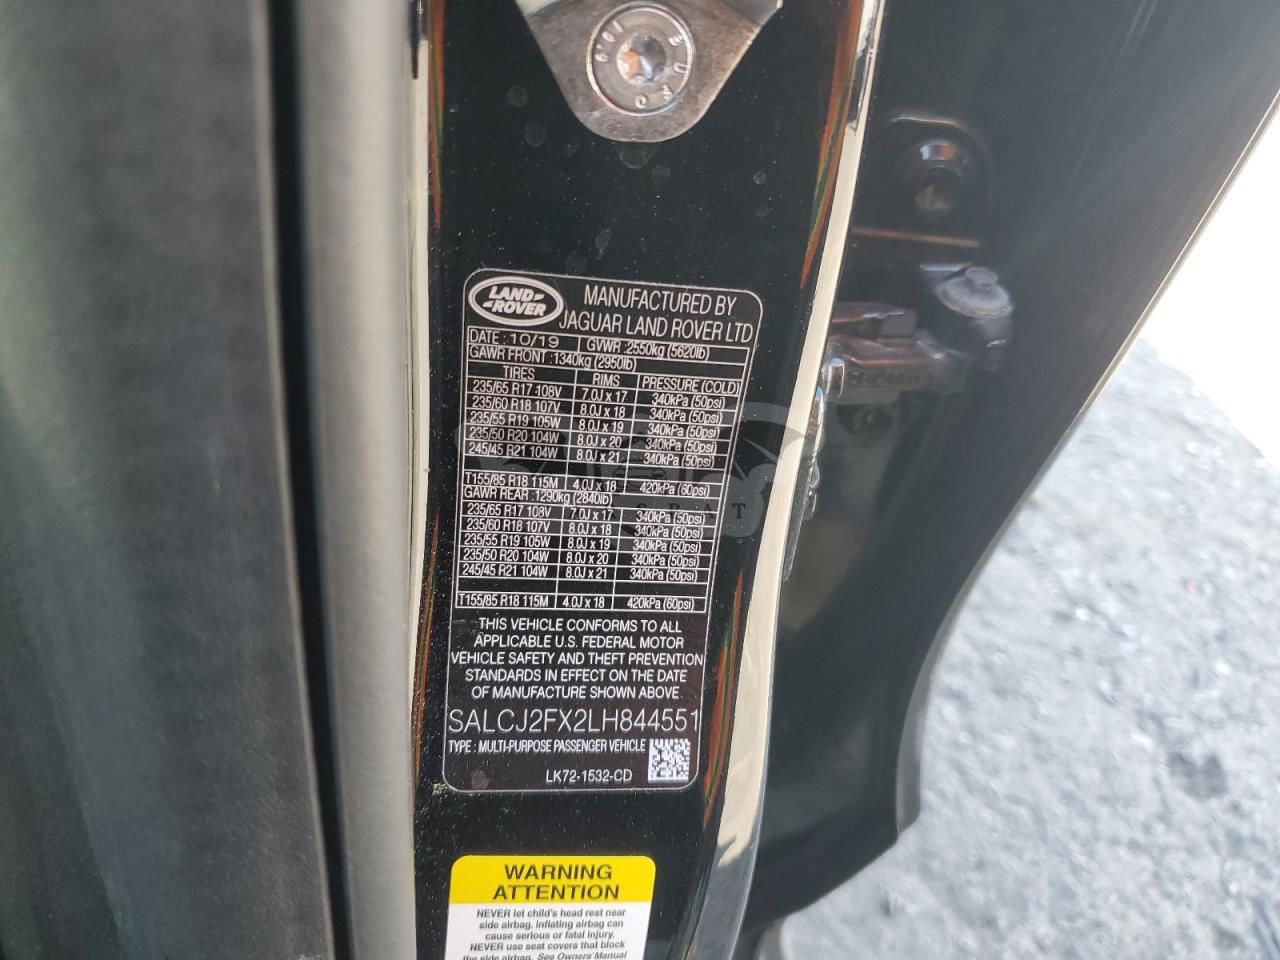 10.9
EUFO
LAND
ROVER
MANUFACTURED BY
JAGUAR LAND ROVER LTD
DATE : 10/19 GVWR :2550kg (5620lb)
GAWR FRONT :1340kg (2950lb)
TIRES RIMS PRESSURE (COLD)
235/65 R17 108V 7.0J x 17 340kPa (50psi)
235/60 R18 107V 8.0J x 18 340kPa (50psi)
235/55 R19 105W 8.0J x 19 340kPa (50psi)
235/50 R20 104W 8.0J x 20 340kPa (50psi)
245/45 R21 104W 8.0J x 21 340kPa (50psi)
T155/85 R18 115M 4.0J x 18 420kPa (60psi)
GAWR REAR :1290kg (2840lb)
235/65 R17 108V 7.0J x 17 340kPa (50psi)
235/60 R18 107V 8.0J x 18 340kPa (50psi)
235/55 R19 105W 8.0J x 19 340kPa (50psi)
235/50 R20 104W 8.0J x 20 340kPa (50psi)
245/45 R21 104W 8.0J x 21 340kPa (50psi)
T155/85 R18 115M 4.0J x 18 420kPa (60psi)
THIS VEHICLE CONFORMS TO ALL
APPLICABLE U.S. FEDERAL MOTOR
VEHICLE SAFETY AND THEFT PREVENTION
STANDARDS IN EFFECT ON THE DATE
OF MANUFACTURE SHOWN ABOVE.
SALCJ2FX2LH844551
TYPE : MULTI-PURPOSE PASSENGER VEHICLE
LK72-1532-CD
WARNING
ATTENTION
NEVER let child's head rest near
side airbag. inflating airbag can
cause serious or fatal injury.
NEVER use seat covers that block
the side airbag. See Owners' Manual